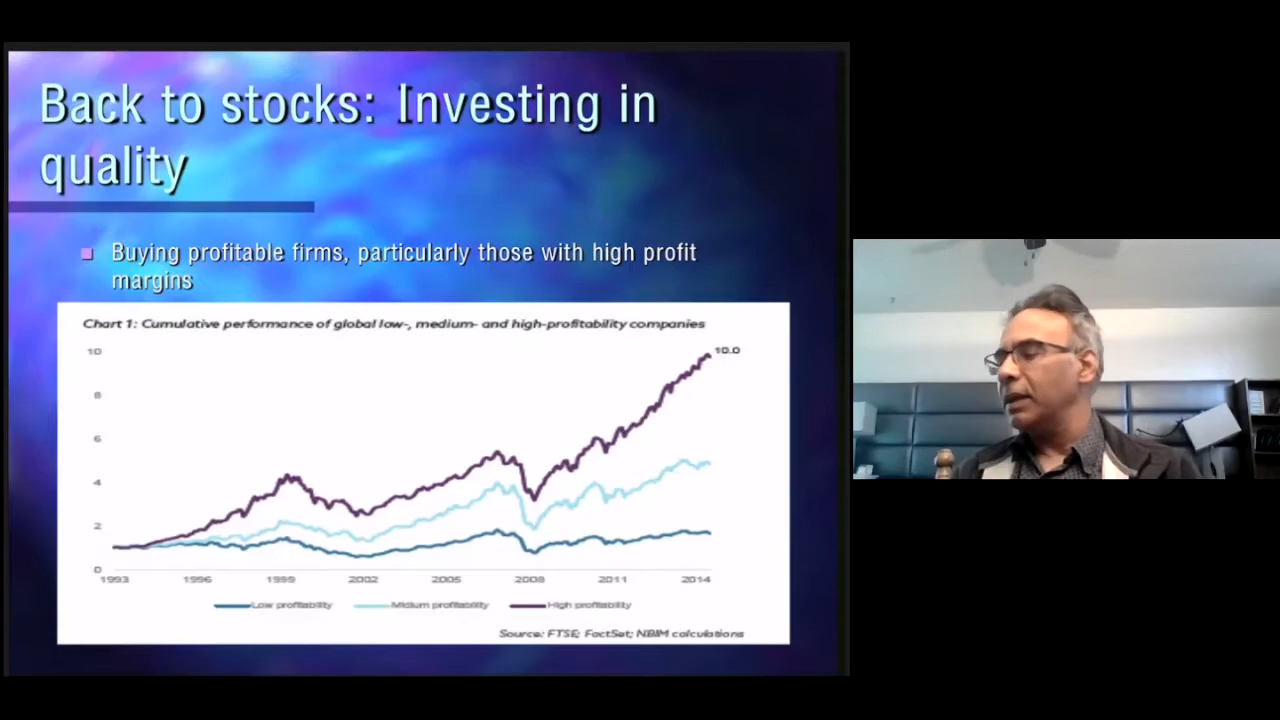 Back to stocks: Investing in
quality
Buying profitable firms, particularly those with high profit
margins
Chart 1: Cumulative performance of global low-, medium- and high-profitability companies
10
10.0
8
6
4
2
0
1993 1996 1999 2002 2005 2008 2011 2014
Low profitability Midium profitability High profitability
Source: FTSE; FactSet; NBIM calculations